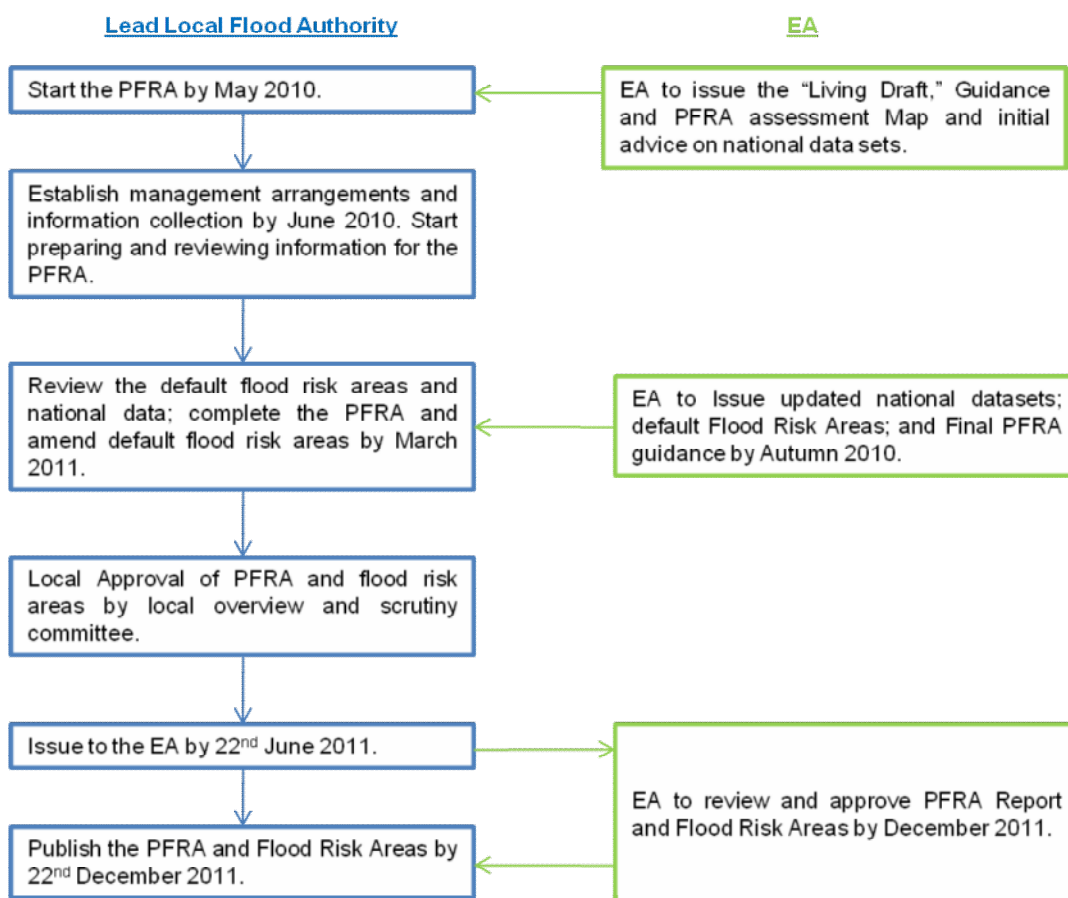 Lead Local Flood Authority
EA
Start the PFRA by May 2010.
EA to issue the “Living Draft,” Guidance
and PFRA assessment Map and initial
advice on national data sets.
Establish management arrangements and
information collection by June 2010. Start
preparing and reviewing information for the
PFRA.
Review the default flood risk areas and
national data; complete the PFRA and
amend default flood risk areas by March
2011.
EA to Issue updated national datasets;
default Flood Risk Areas; and Final PFRA
guidance by Autumn 2010.
Local Approval of PFRA and flood risk
areas by local overview and scrutiny
committee.
Issue to the EA by 22nd June 2011.
EA to review and approve PFRA Report
and Flood Risk Areas by December 2011.
Publish the PFRA and Flood Risk Areas by
22nd December 2011.